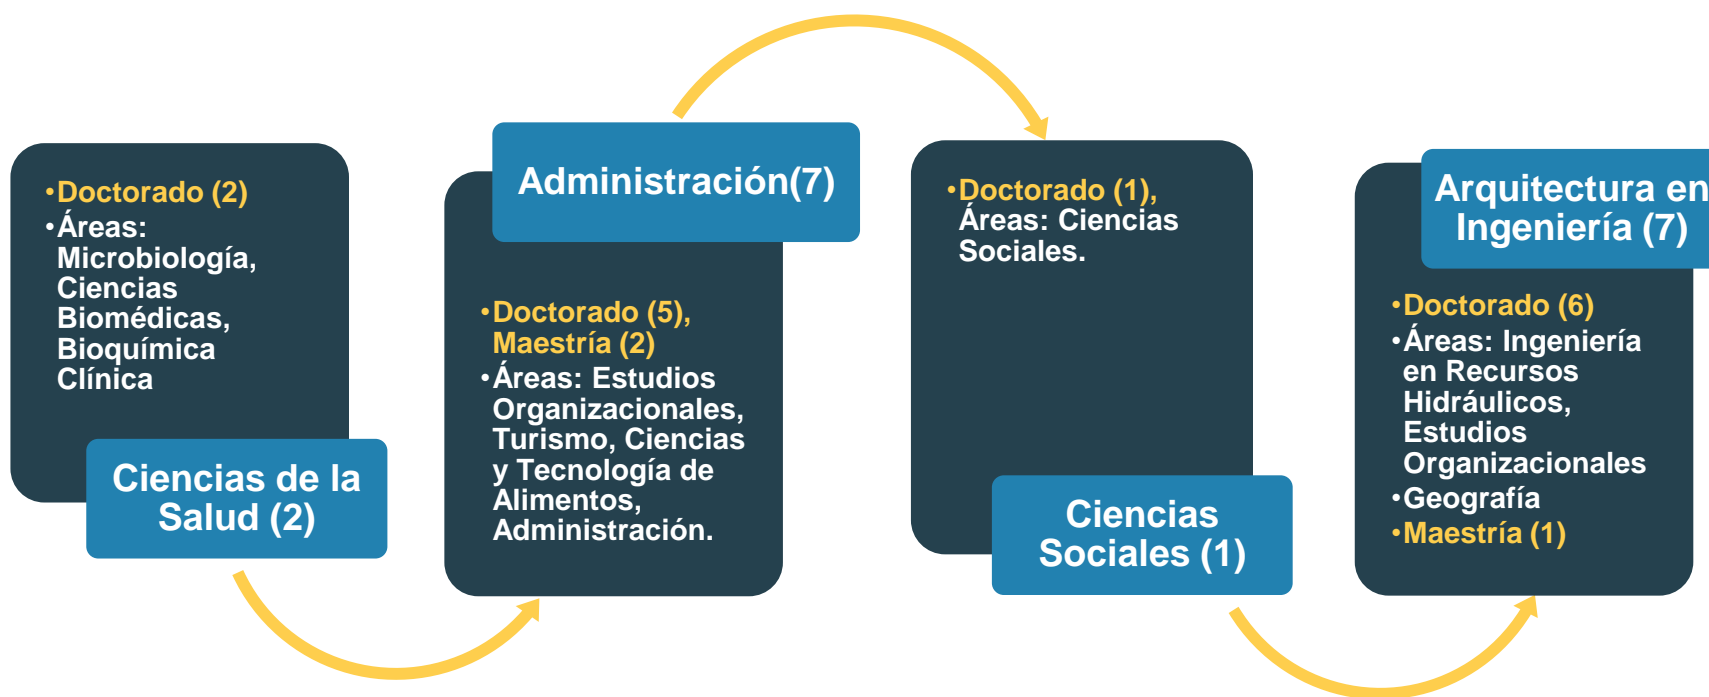 •Doctorado (2)
•Áreas:
Microbiología,
Ciencias
Biomédicas,
Bioquímica
Clínica
Ciencias de la
Salud (2)
Administración(7)
•Doctorado (5),
Maestría (2)
•Áreas: Estudios
Organizacionales,
Turismo, Ciencias
y Tecnología de
Alimentos,
Administración.
•Doctorado (1),
Áreas: Ciencias
Sociales.
Ciencias
Sociales (1)
Arquitectura en
Ingeniería (7)
•Doctorado (6)
•Áreas: Ingeniería
en Recursos
Hidráulicos,
Estudios
Organizacionales
•Geografía
•Maestría (1)